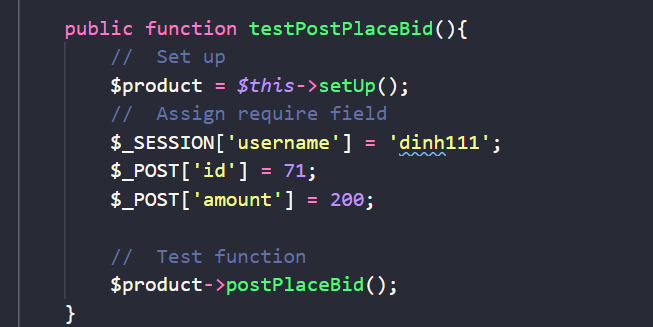 public function testPostPlaceBid(){
//  Set up
$product = $this->setUp();
//  Assign require field
$_SESSION['username'] = 'dinh111';
$_POST['id'] = 71;
$_POST['amount'] = 200;
//  Test function
$product->postPlaceBid();
}